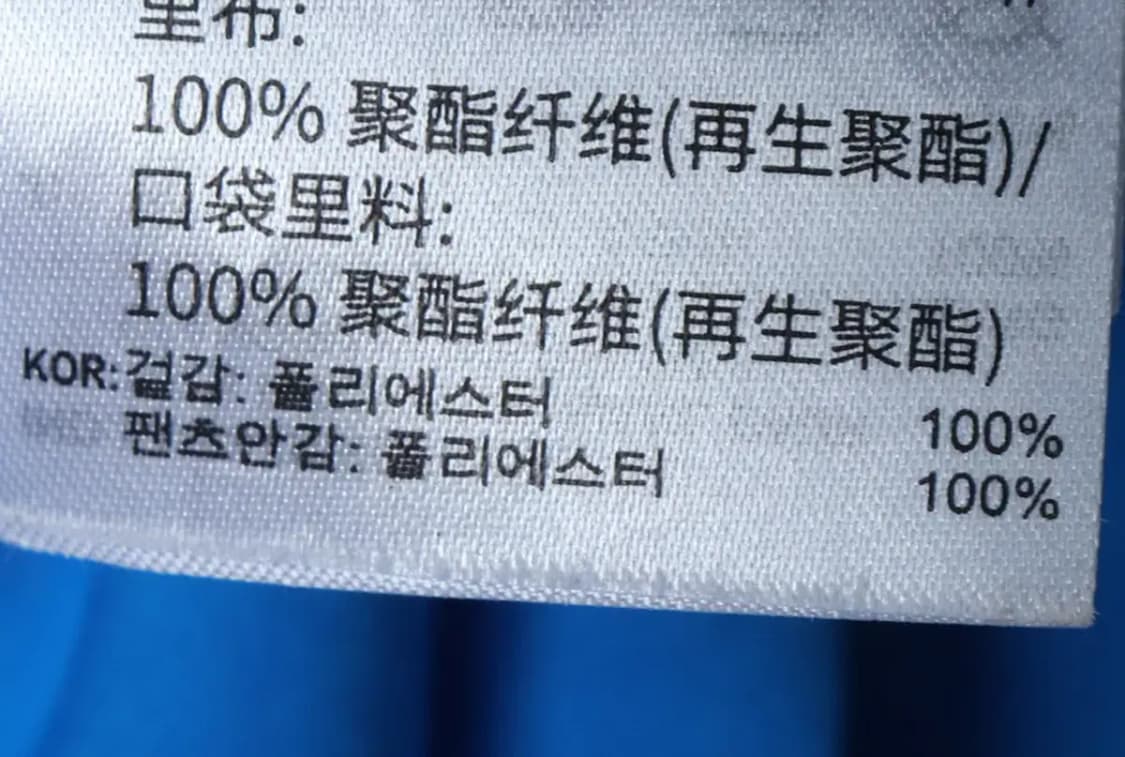 里布:
100% 聚酯纤维(再生聚酯)/
口袋里料:
100% 聚酯纤维(再生聚酯)
KOR:겉감: 폴리에스터 100%
팬츠안감: 폴리에스터 100%